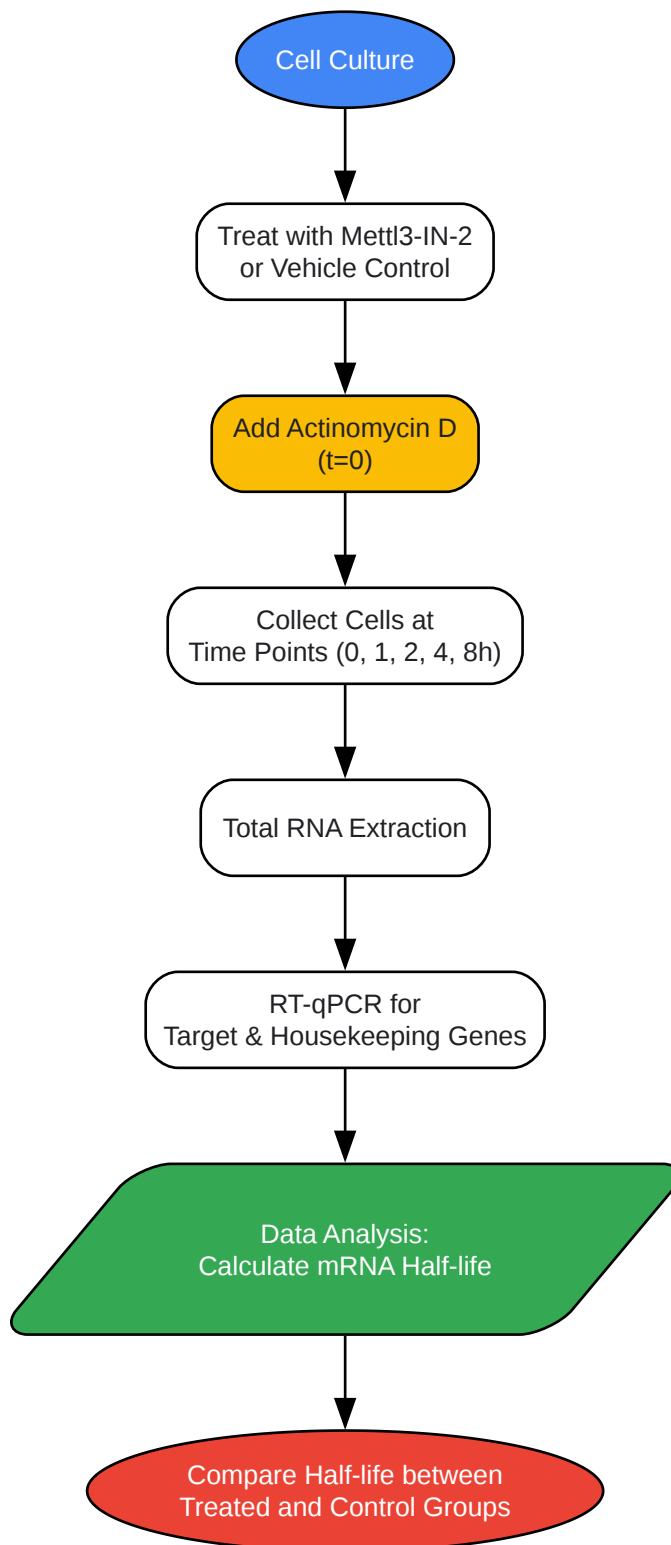 Cell Culture
Treat with Mettl3-IN-2
or Vehicle Control
Add Actinomycin D
(t=0)
Collect Cells at
Time Points (0, 1, 2, 4, 8h)
Total RNA Extraction
RT-qPCR for
Target & Housekeeping Genes
Data Analysis:
Calculate mRNA Half-life
Compare Half-life between
Treated and Control Groups